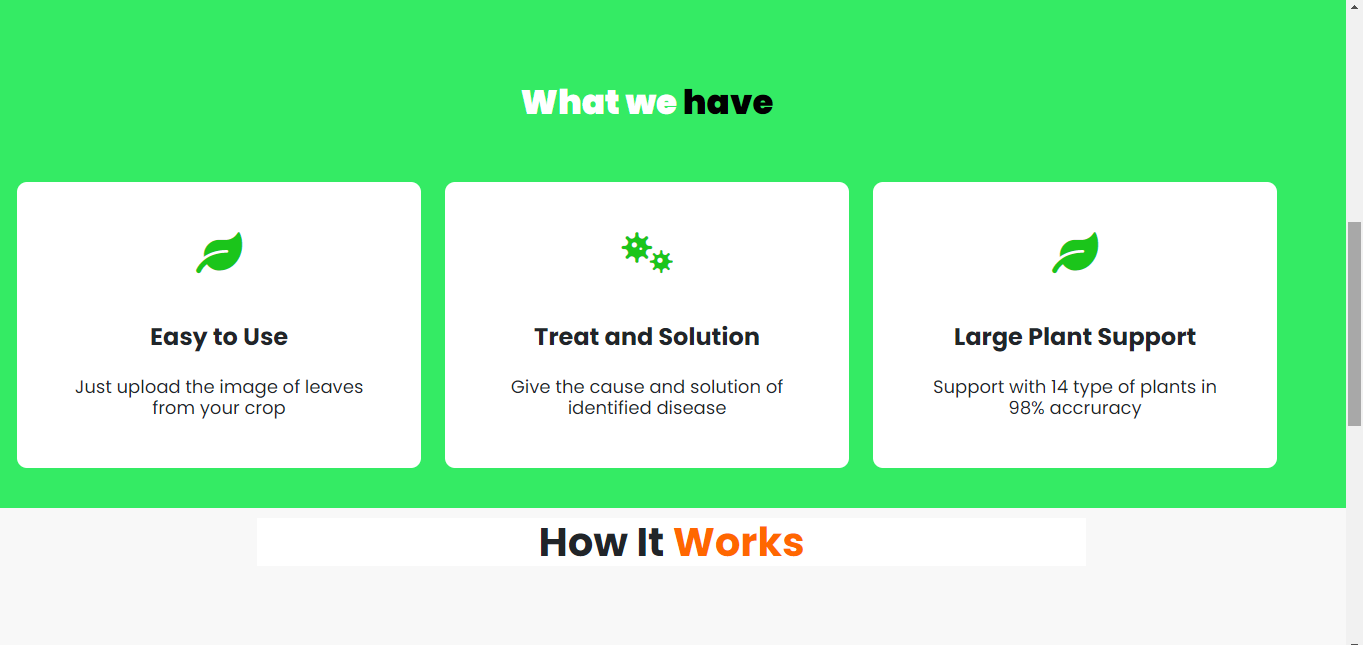 What we have
Easy to Use
Just upload the image of leaves
from your crop
Treat and Solution
Give the cause and solution of
identified disease
Large Plant Support
Support with 14 type of plants in
98% accruracy
How It Works